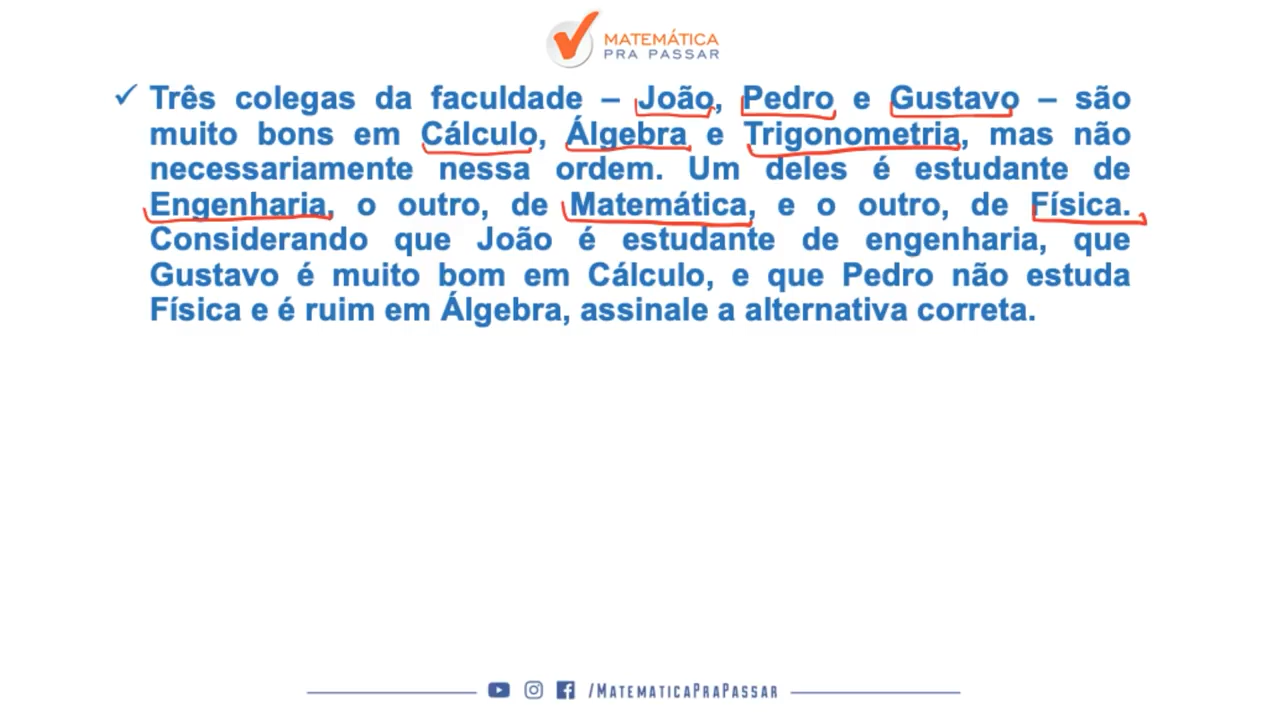 MATEMÁTICA
PRA PASSAR
✓ Três colegas da faculdade – João, Pedro e Gustavo – são
muito bons em Cálculo, Álgebra e Trigonometria, mas não
necessariamente nessa ordem. Um deles é estudante de
Engenharia, o outro, de Matemática, e o outro, de Física.
Considerando que João é estudante de engenharia, que
Gustavo é muito bom em Cálculo, e que Pedro não estuda
Física e é ruim em Álgebra, assinale a alternativa correta.
/MATEMATICAPRAPASSAR